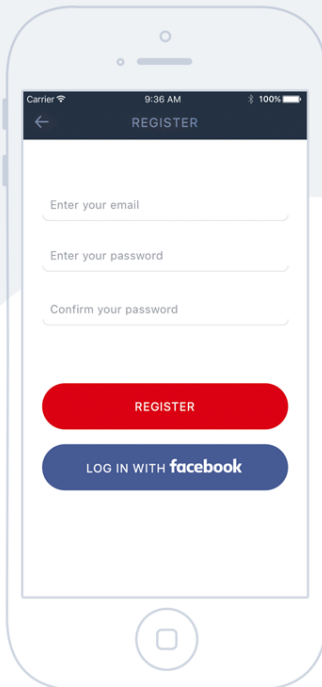 Carrier 9:36 AM 100%
REGISTER
Enter your email
Enter your password
Confirm your password
REGISTER
LOG IN WITH facebook